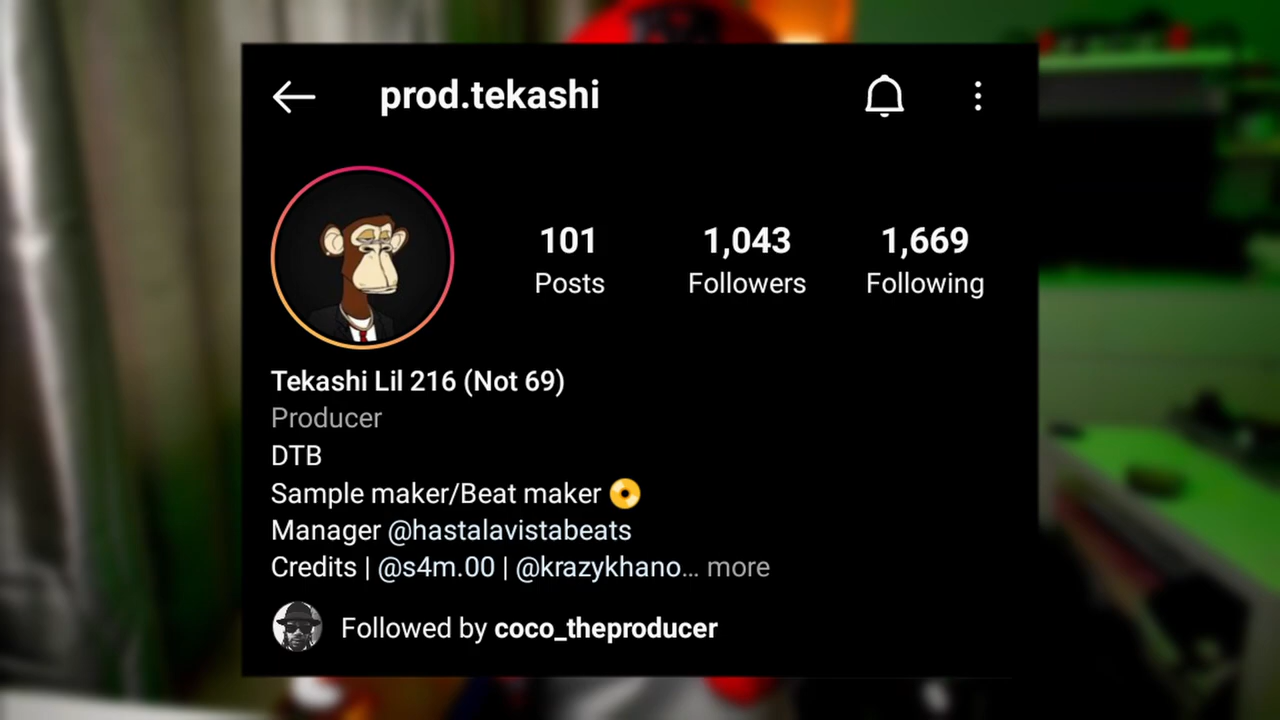 prod.tekashi
101 1,043 1,669
Posts Followers Following
Tekashi Lil 216 (Not 69)
Producer
DTB
Sample maker/Beat maker 📀
Manager @hastalavistabeats
Credits | @s4m.00 | @krazykhano... more
Followed by coco_theproducer